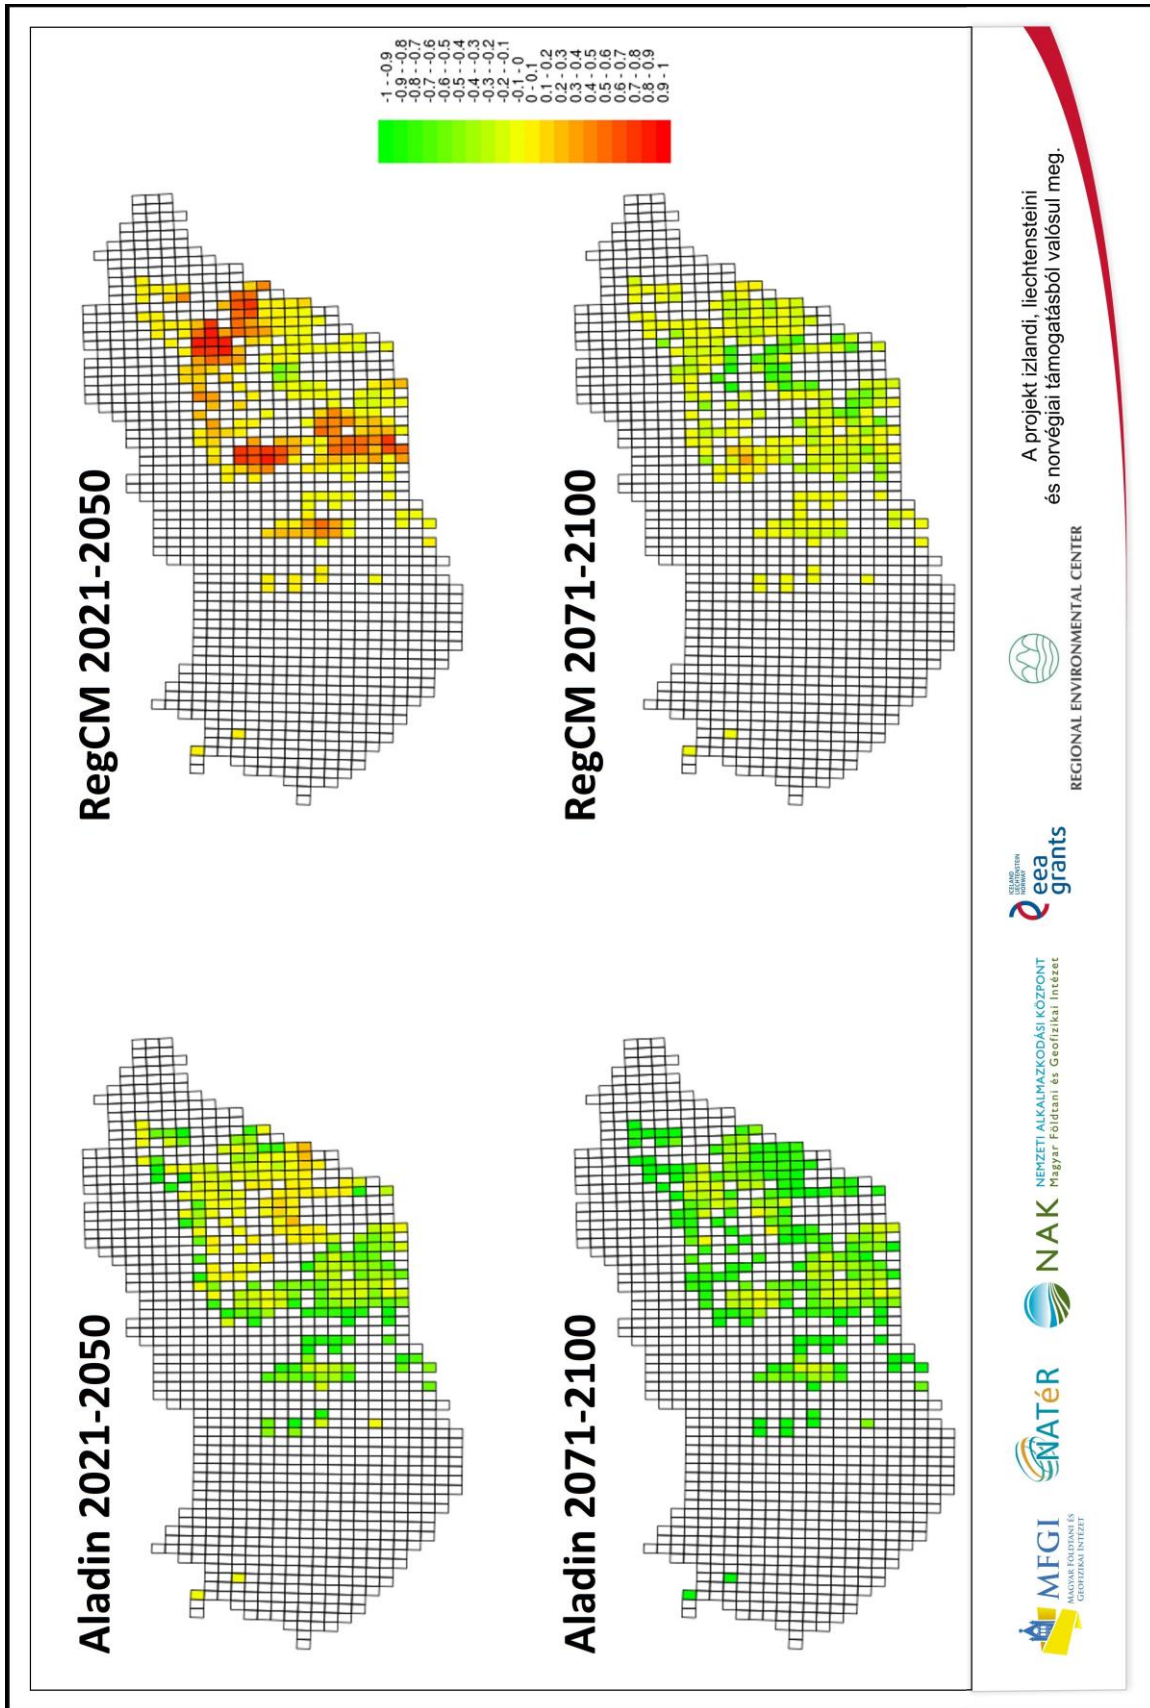 Aladin 2021-2050
RegCM 2021-2050
-1 --0.9
-0.9 --0.8
-0.8 --0.7
-0.7 --0.6
-0.6 --0.5
-0.5 --0.4
-0.4 --0.3
-0.3 --0.2
-0.2 --0.1
-0.1 - 0
0 - 0.1
0.1 - 0.2
0.2 - 0.3
0.3 - 0.4
0.4 - 0.5
0.5 - 0.6
0.6 - 0.7
0.7 - 0.8
0.8 - 0.9
0.9 - 1
Aladin 2071-2100
RegCM 2071-2100
MFGI
MAGYAR FÖLDTANI ÉS
GEOFIZIKAI INTÉZET
NATéR
NAK
NEMZETI ALKALMAZKODÁSI KÖZPONT
Magyar Földtani és Geofizikai Intézet
ICELAND
LIECHTENSTEIN
NORWAY
eea
grants
REGIONAL ENVIRONMENTAL CENTER
A projekt izlandi, liechtensteini
és norvégiai támogatásból valósul meg.